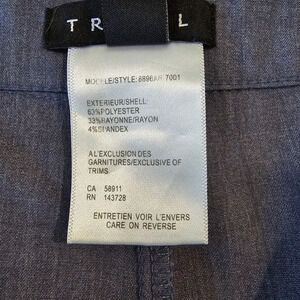 TR L
MODELE/STYLE:8896AR 7001
EXTERIEUR/SHELL:
63%POLYESTER
33%RAYONNE/RAYON
4%SPANDEX
A L'EXCLUSION DES
GARNITURES/EXCLUSIVE OF
TRIMS
CA 58911
RN 143728
ENTRETIEN VOIR L'ENVERS
CARE ON REVERSE